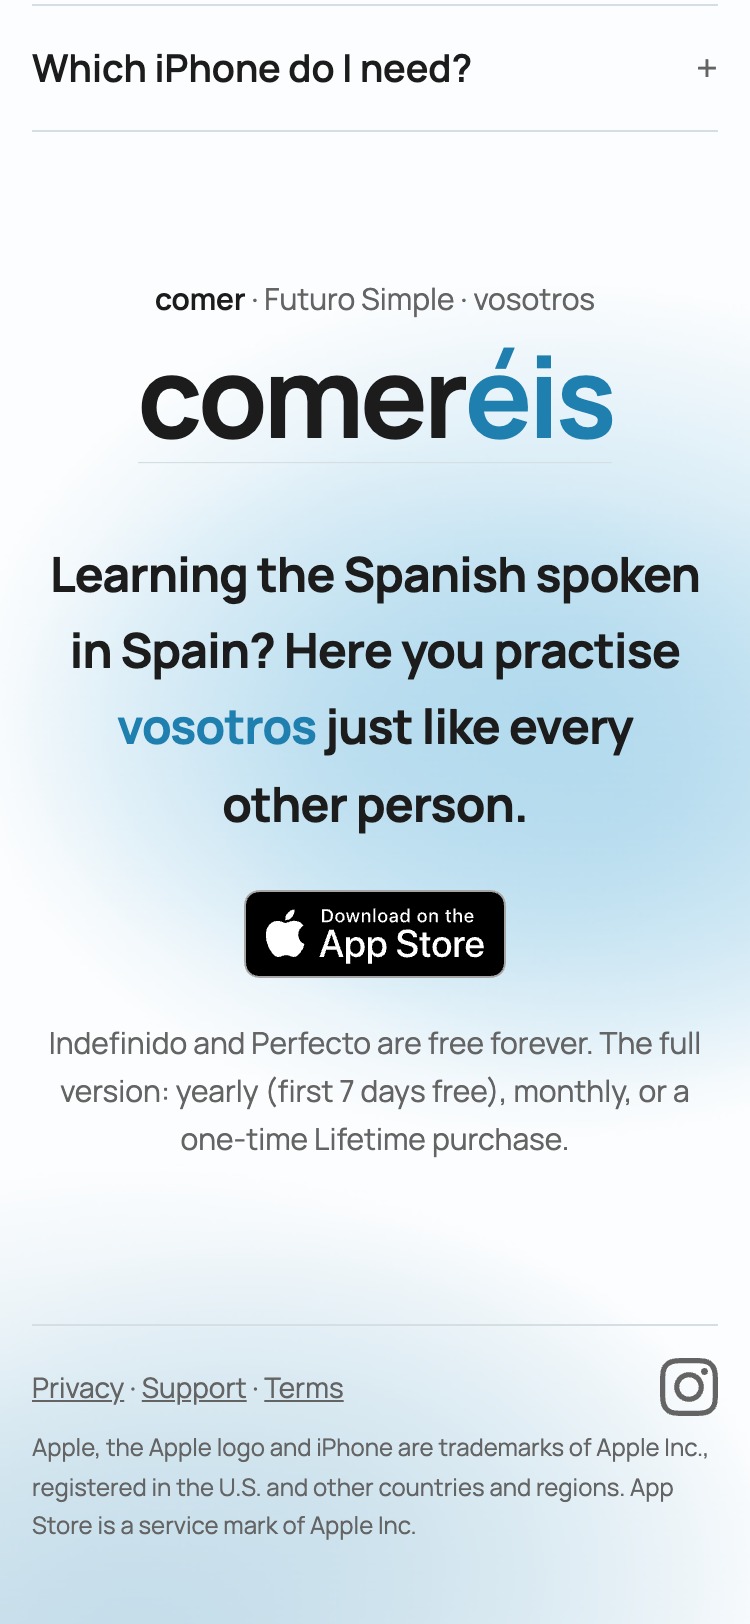 Which iPhone do I need? +
comer · Futuro Simple · vosotros
comeréis
Learning the Spanish spoken
in Spain? Here you practise
vosotros just like every
other person.
Download on the
App Store
Indefinido and Perfecto are free forever. The full
version: yearly (first 7 days free), monthly, or a
one-time Lifetime purchase.
Privacy · Support · Terms
Apple, the Apple logo and iPhone are trademarks of Apple Inc.,
registered in the U.S. and other countries and regions. App
Store is a service mark of Apple Inc.